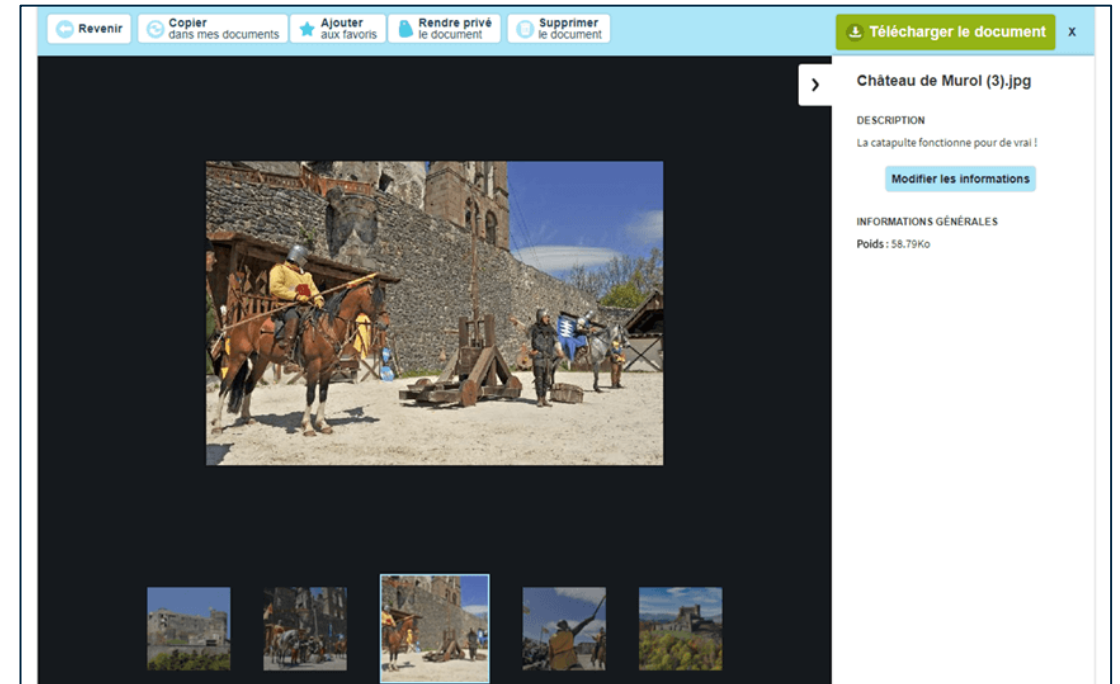 Revenir
Copier
dans mes documents
Ajouter
aux favoris
Rendre privé
le document
Supprimer
le document
Télécharger le document
x
Château de Murol (3).jpg
DESCRIPTION
La catapulte fonctionne pour de vrai !
Modifier les informations
INFORMATIONS GÉNÉRALES
Poids : 58.79Ko